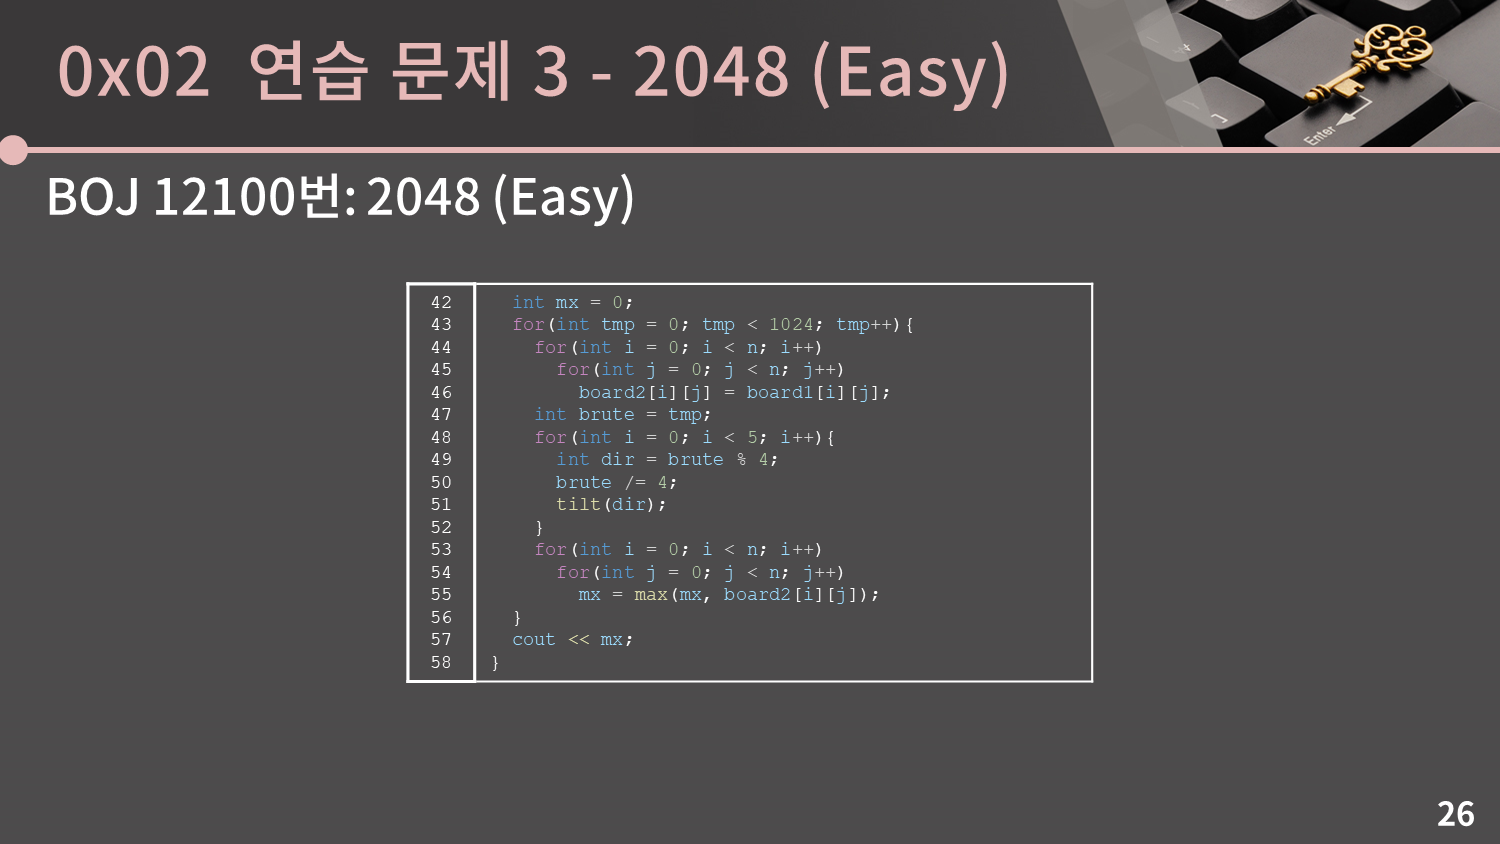 0x02 연습 문제 3 - 2048 (Easy)
Enter
BOJ 12100번: 2048 (Easy)
42   int mx = 0;
43   for(int tmp = 0; tmp < 1024; tmp++){
44     for(int i = 0; i < n; i++)
45       for(int j = 0; j < n; j++)
46         board2[i][j] = board1[i][j];
47     int brute = tmp;
48     for(int i = 0; i < 5; i++){
49       int dir = brute % 4;
50       brute /= 4;
51       tilt(dir);
52     }
53     for(int i = 0; i < n; i++)
54       for(int j = 0; j < n; j++)
55         mx = max(mx, board2[i][j]);
56   }
57   cout << mx;
58 }
26